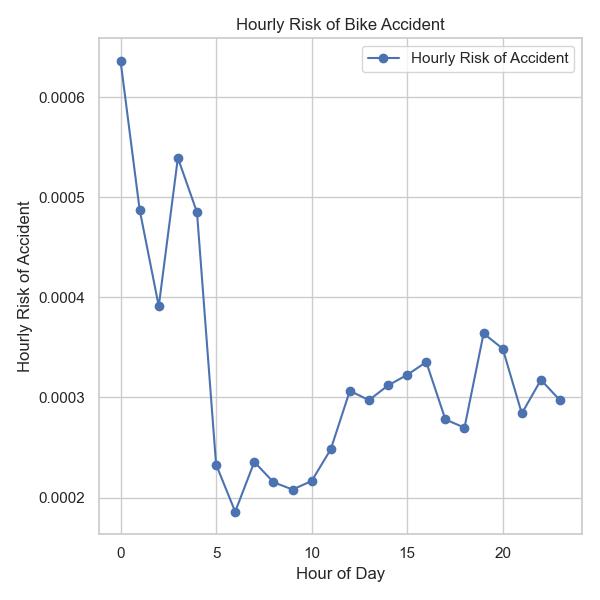 Hourly Risk of Bike Accident
Hourly Risk of Accident
0.0006
0.0005
0.0004
0.0003
0.0002
Hourly Risk of Accident
0 5 10 15 20
Hour of Day